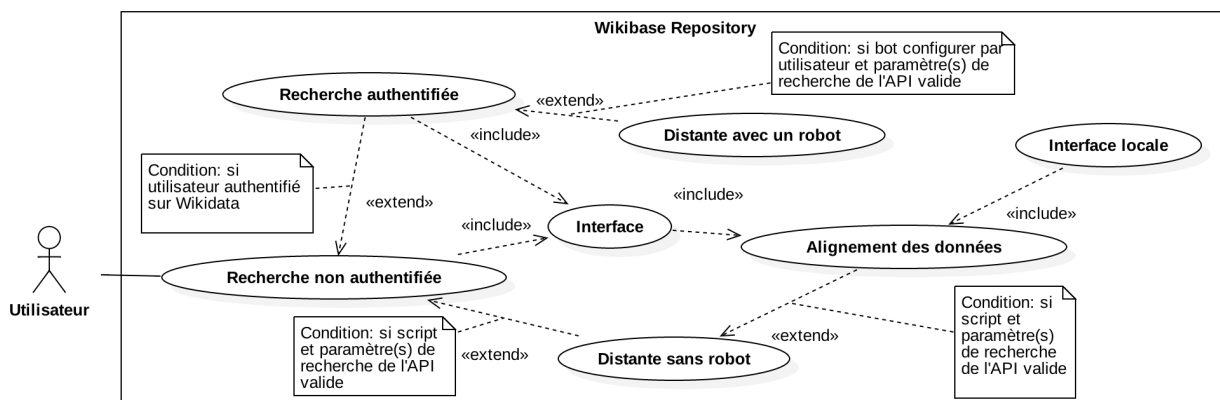 Wikibase Repository
Condition: si bot configurer par
utilisateur et paramètre(s) de
recherche de l'API valide
Recherche authentifiée
«extend»
Distante avec un robot
«include»
Interface locale
Condition: si
utilisateur authentifié
sur Wikidata
«extend»
«include»
«include»
«include»
Interface
Alignement des données
Recherche non authentifiée
Utilisateur
Condition: si script
et paramètre(s) de
recherche de l'API
valide
«extend»
Distante sans robot
«extend»
Condition: si
script et
paramètre(s)
de recherche
de l'API valide